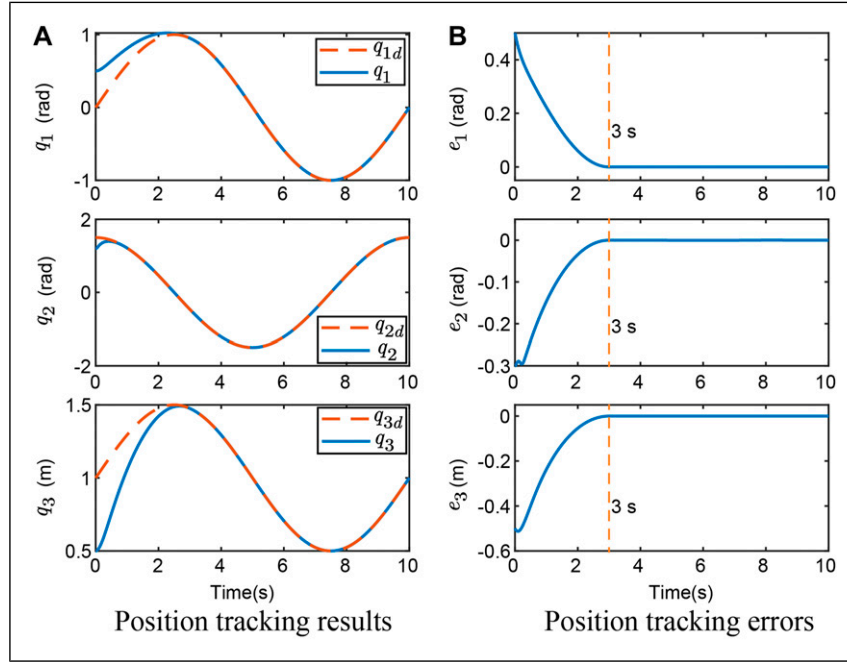 A
1
0
-1
q1 (rad)
q1d
q1
0 2 4 6 8 10
2
0
-2
q2 (rad)
q2d
q2
0 2 4 6 8 10
1.5
1
0.5
q3 (m)
q3d
q3
0 2 4 6 8 10
Time(s)
Position tracking results
B
0.4
0.2
0
e1 (rad)
3 s
0 2 4 6 8 10
0
-0.1
-0.2
-0.3
e2 (rad)
3 s
0 2 4 6 8 10
0
-0.2
-0.4
-0.6
e3 (m)
3 s
0 2 4 6 8 10
Time(s)
Position tracking errors